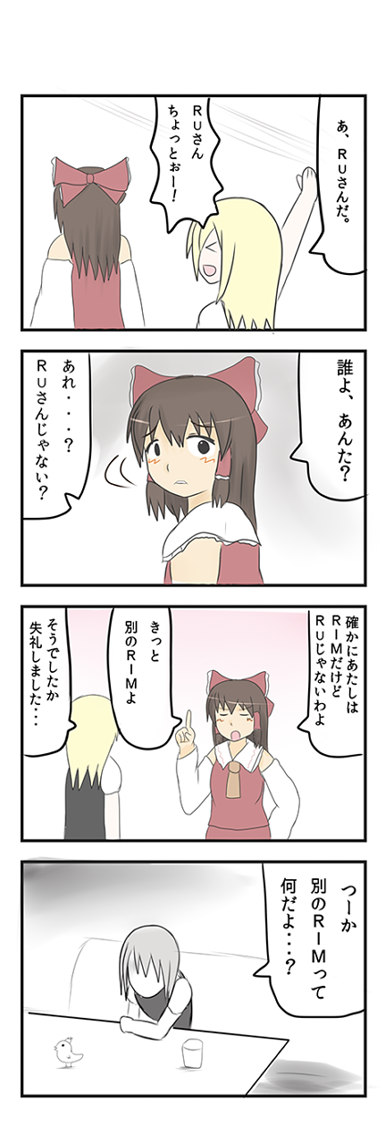 あ、ＲＵさんだ。
ＲＵさん
ちょっとぉー！
誰よ、あんた？
あれ・・・？
ＲＵさんじゃない？
確かにあたしは
ＲＩＭだけど
ＲＵじゃないわよ
きっと
別のＲＩＭよ
そうでしたか
失礼しました・・
つーか
別のＲＩＭって
何だよ・・・？